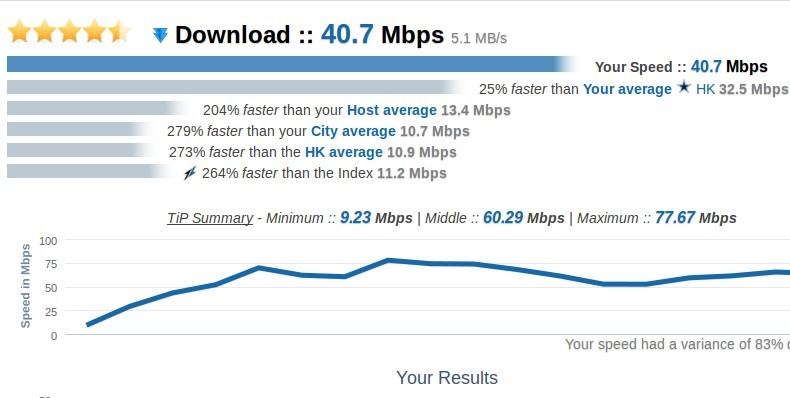 Download :: 40.7 Mbps 5.1 MB/s
Your Speed :: 40.7 Mbps
25% faster than Your average HK 32.5 Mbps
204% faster than your Host average 13.4 Mbps
279% faster than your City average 10.7 Mbps
273% faster than the HK average 10.9 Mbps
264% faster than the Index 11.2 Mbps
TiP Summary - Minimum :: 9.23 Mbps | Middle :: 60.29 Mbps | Maximum :: 77.67 Mbps
Speed in Mbps
100
75
50
25
0
Your speed had a variance of 83%
Your Results